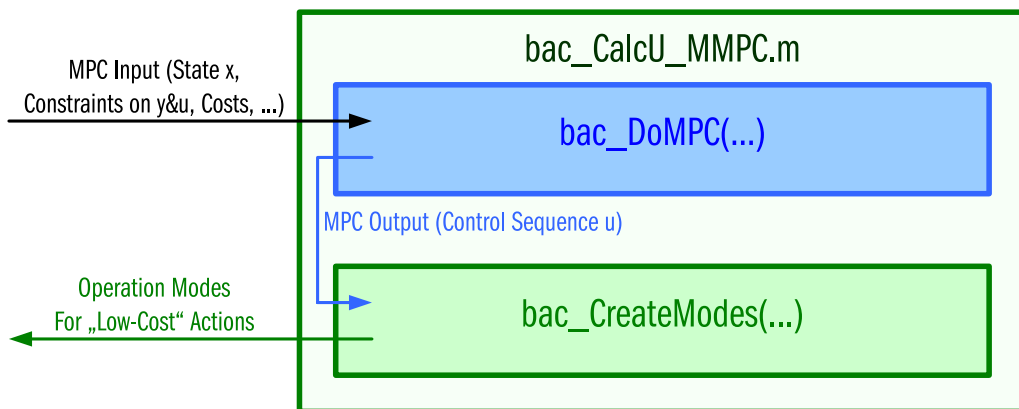 bac_CalcU_MMPC.m
MPC Input (State x,
Constraints on y&u, Costs, ...)
bac_DoMPC(...)
MPC Output (Control Sequence u)
Operation Modes
For „Low-Cost“ Actions
bac_CreateModes(...)